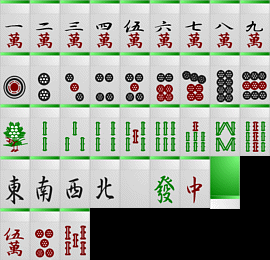 一 二 三 四 伍 六 七 八 九
萬 萬 萬 萬 萬 萬 萬 萬 萬
東 南 西 北 發 中
伍
萬